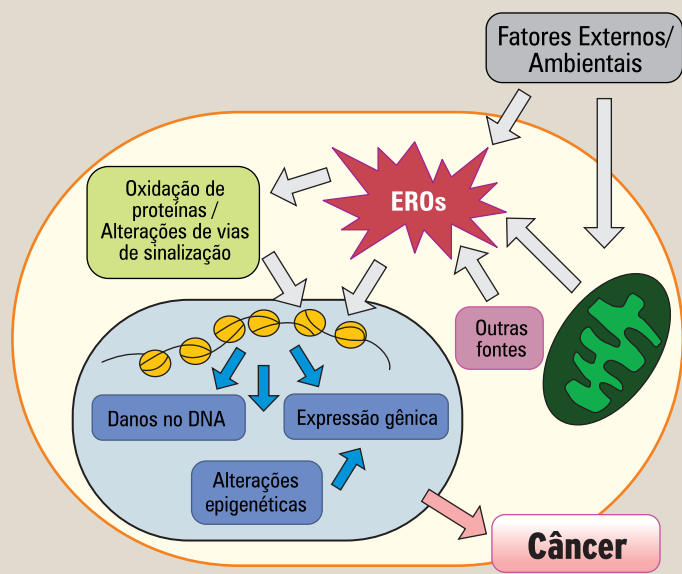 Fatores Externos/
Ambientais
EROs
Oxidação de
proteínas /
Alterações de vias
de sinalização
Outras
fontes
Danos no DNA
Expressão gênica
Alterações
epigenéticas
Câncer